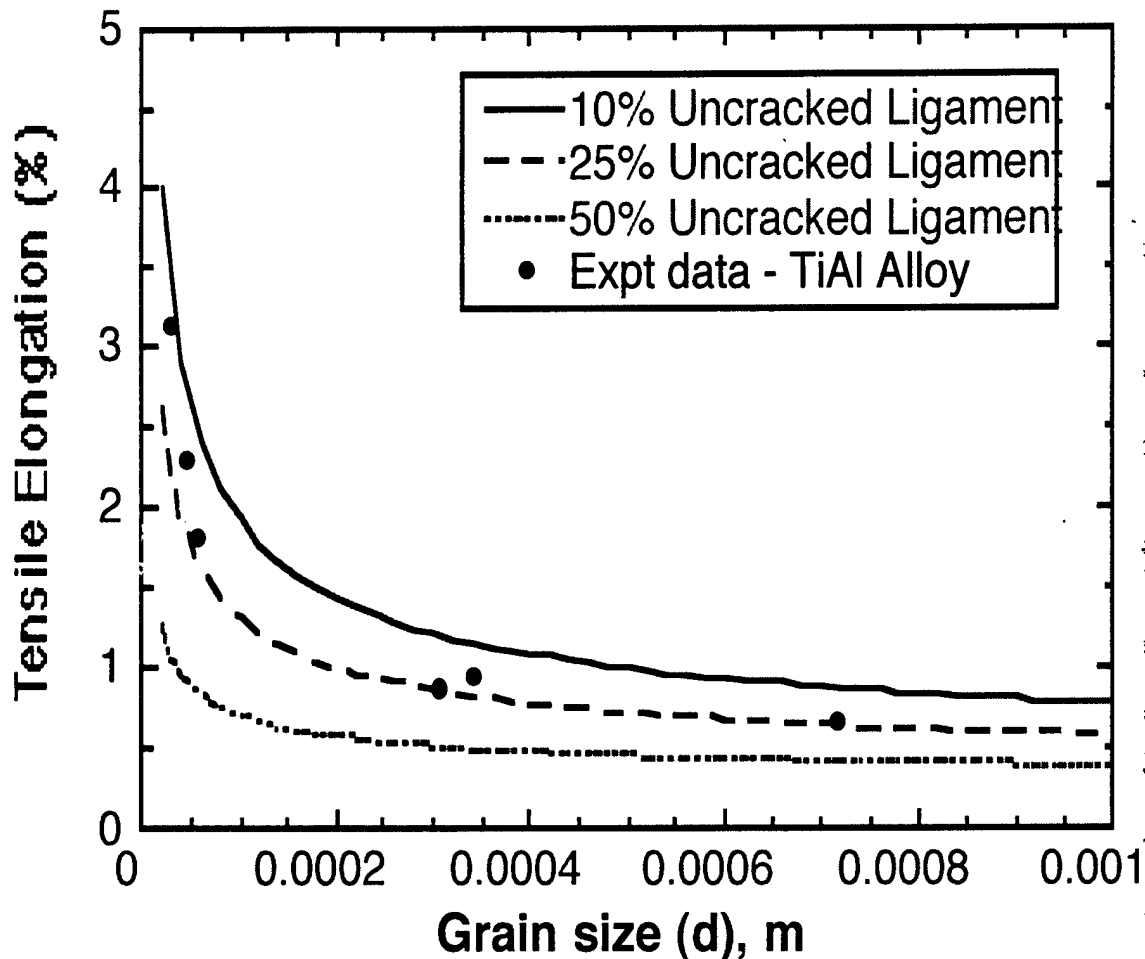 Tensile Elongation (%)
5
4
3
2
1
0
10% Uncracked Ligament
25% Uncracked Ligament
50% Uncracked Ligament
Expt data - TiAl Alloy
0 0.0002 0.0004 0.0006 0.0008 0.001
Grain size (d), m